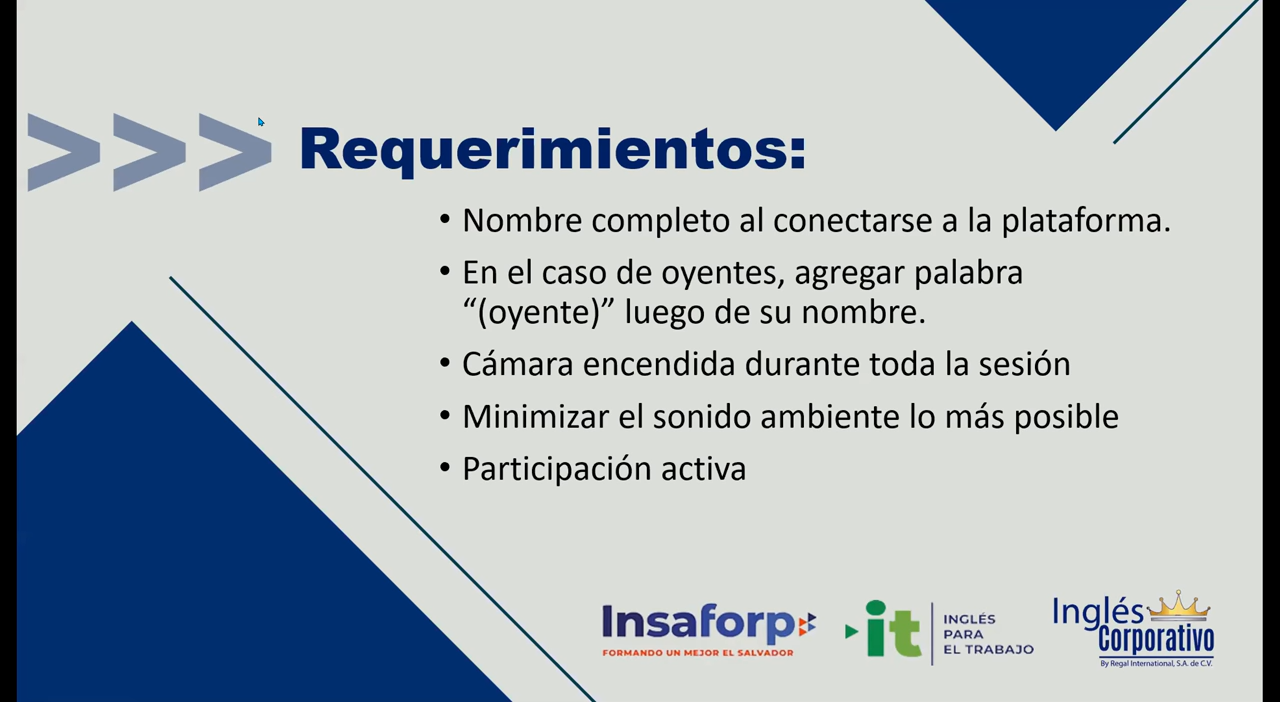 >>> Requerimientos:
• Nombre completo al conectarse a la plataforma.
• En el caso de oyentes, agregar palabra
“(oyente)” luego de su nombre.
• Cámara encendida durante toda la sesión
• Minimizar el sonido ambiente lo más posible
• Participación activa
Insaforp
FORMANDO UN MEJOR EL SALVADOR
it
INGLÉS
PARA
EL TRABAJO
Inglés
Corporativo
By Regal International, S.A. de C.V.